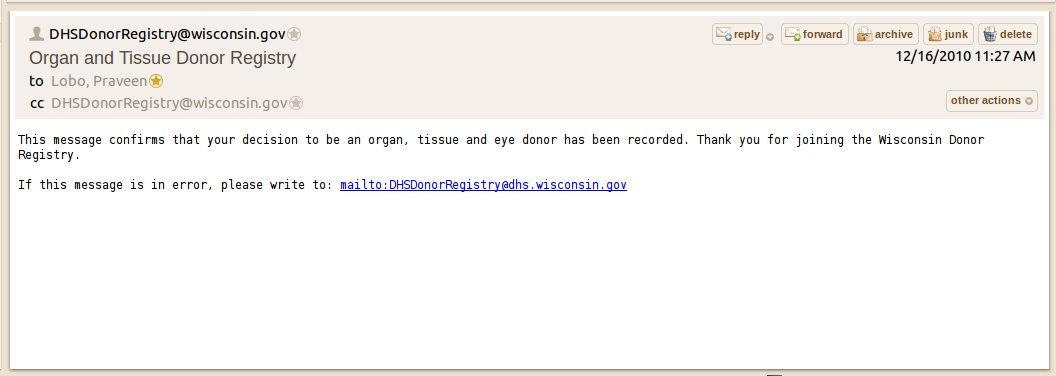 DHSDonorRegistry@wisconsin.gov reply forward archive junk delete
Organ and Tissue Donor Registry 12/16/2010 11:27 AM
to Lobo, Praveen
cc DHSDonorRegistry@wisconsin.gov other actions
This message confirms that your decision to be an organ, tissue and eye donor has been recorded. Thank you for joining the Wisconsin Donor
Registry.
If this message is in error, please write to: mailto:DHSDonorRegistry@dhs.wisconsin.gov